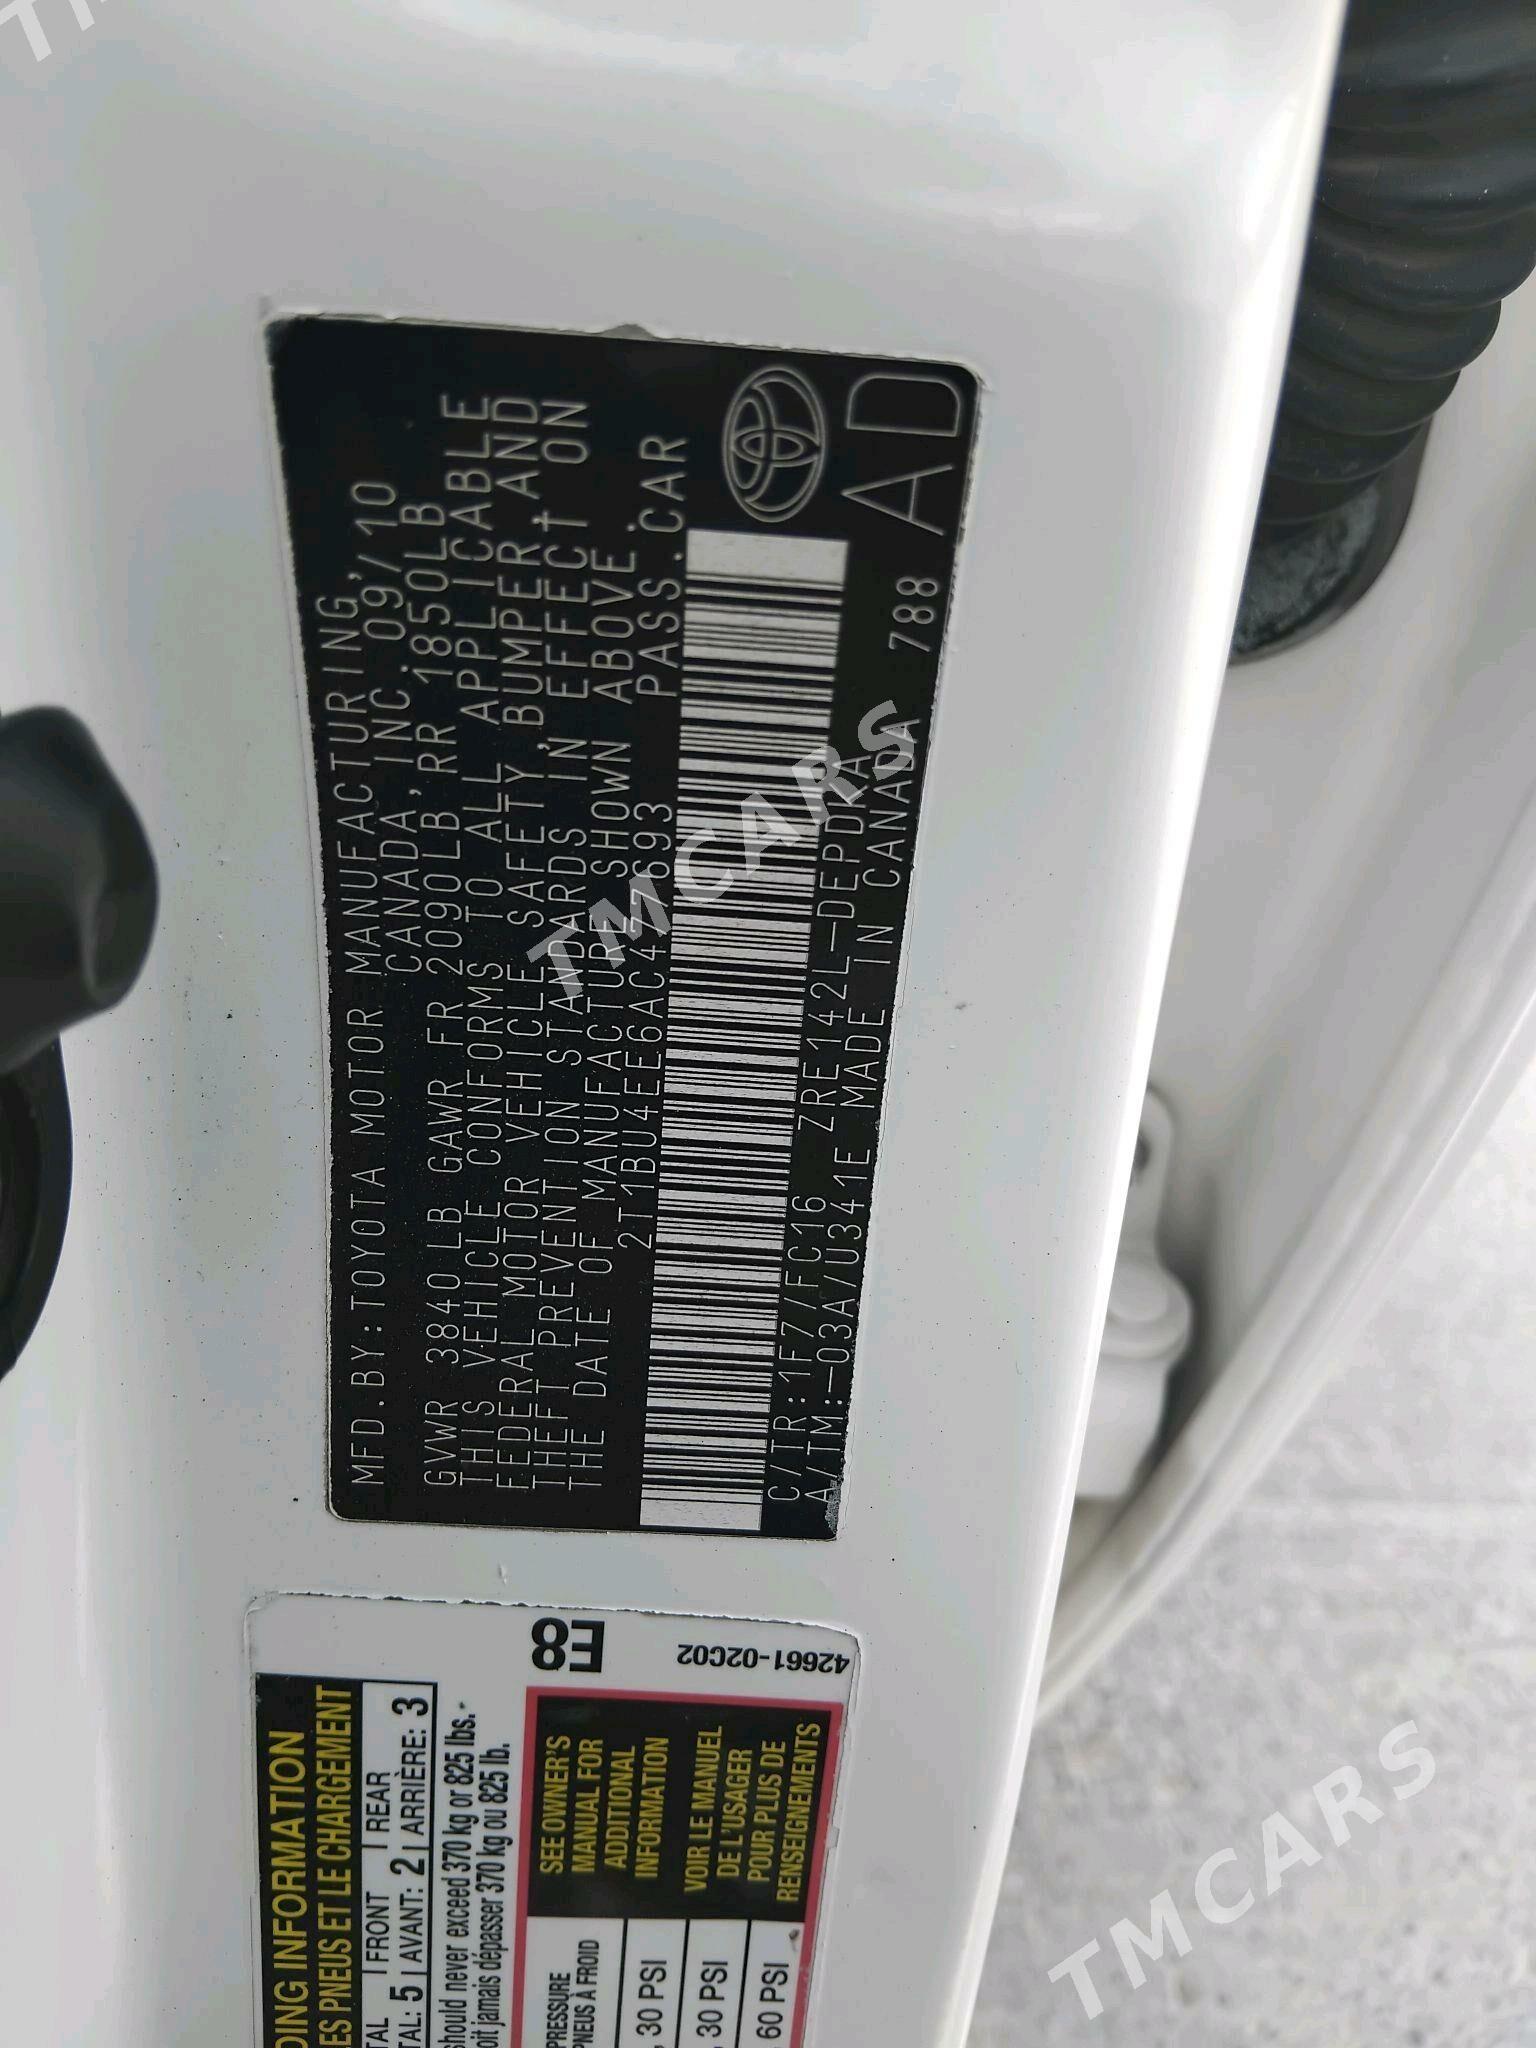 MFD.BY:TOYOTA MOTOR MANUFACTURING,
CANADA, INC.09/10
GVWR 3840 LB GAWR FR 2090LB,RR 1850LB
THIS VEHICLE CONFORMS TO ALL APPLICABLE
FEDERAL MOTOR VEHICLE SAFETY,BUMPER,AND
THEFT PREVENTION STANDARDS IN EFFECT ON
THE DATE OF MANUFACTURE SHOWN ABOVE.
PASS.CAR
C/TR:1F7/FC16
A/TM:-03A/U341E ZRE142L-DEPDKA
MADE IN CANADA 788
AD
E8
42661-02C02
DING INFORMATION
ES PNEUS ET LE CHARGEMENT
TAL FRONT REAR
TAL: 5 AVANT: 2 ARRIÈRE: 3
should never exceed 370 kg or 825 lbs.
oit jamais dépasser 370 kg ou 825 lb.
PRESSURE
PNEUS À FROID
, 30 PSI
, 30 PSI
, 60 PSI
SEE OWNER'S
MANUAL FOR
ADDITIONAL
INFORMATION
VOIR LE MANUEL
DE L'USAGER
POUR PLUS DE
RENSEIGNEMENTS
TMCARS
TMCARS